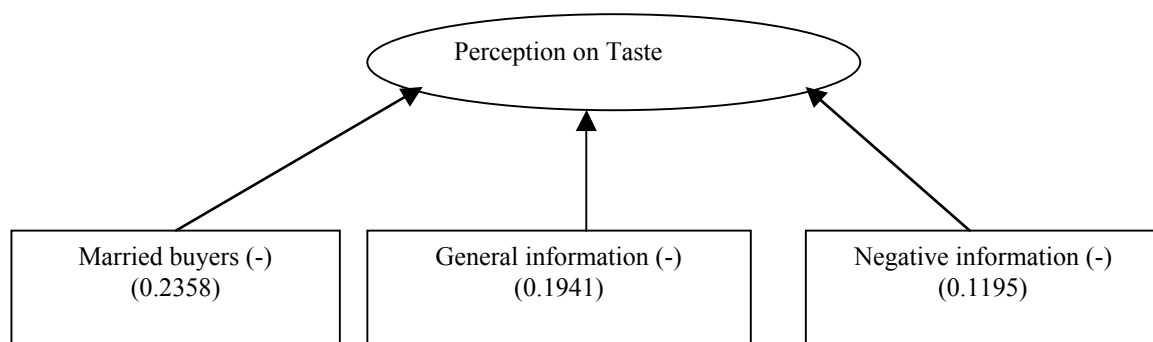 Perception on Taste
Married buyers (-)
(0.2358)
General information (-)
(0.1941)
Negative information (-)
(0.1195)